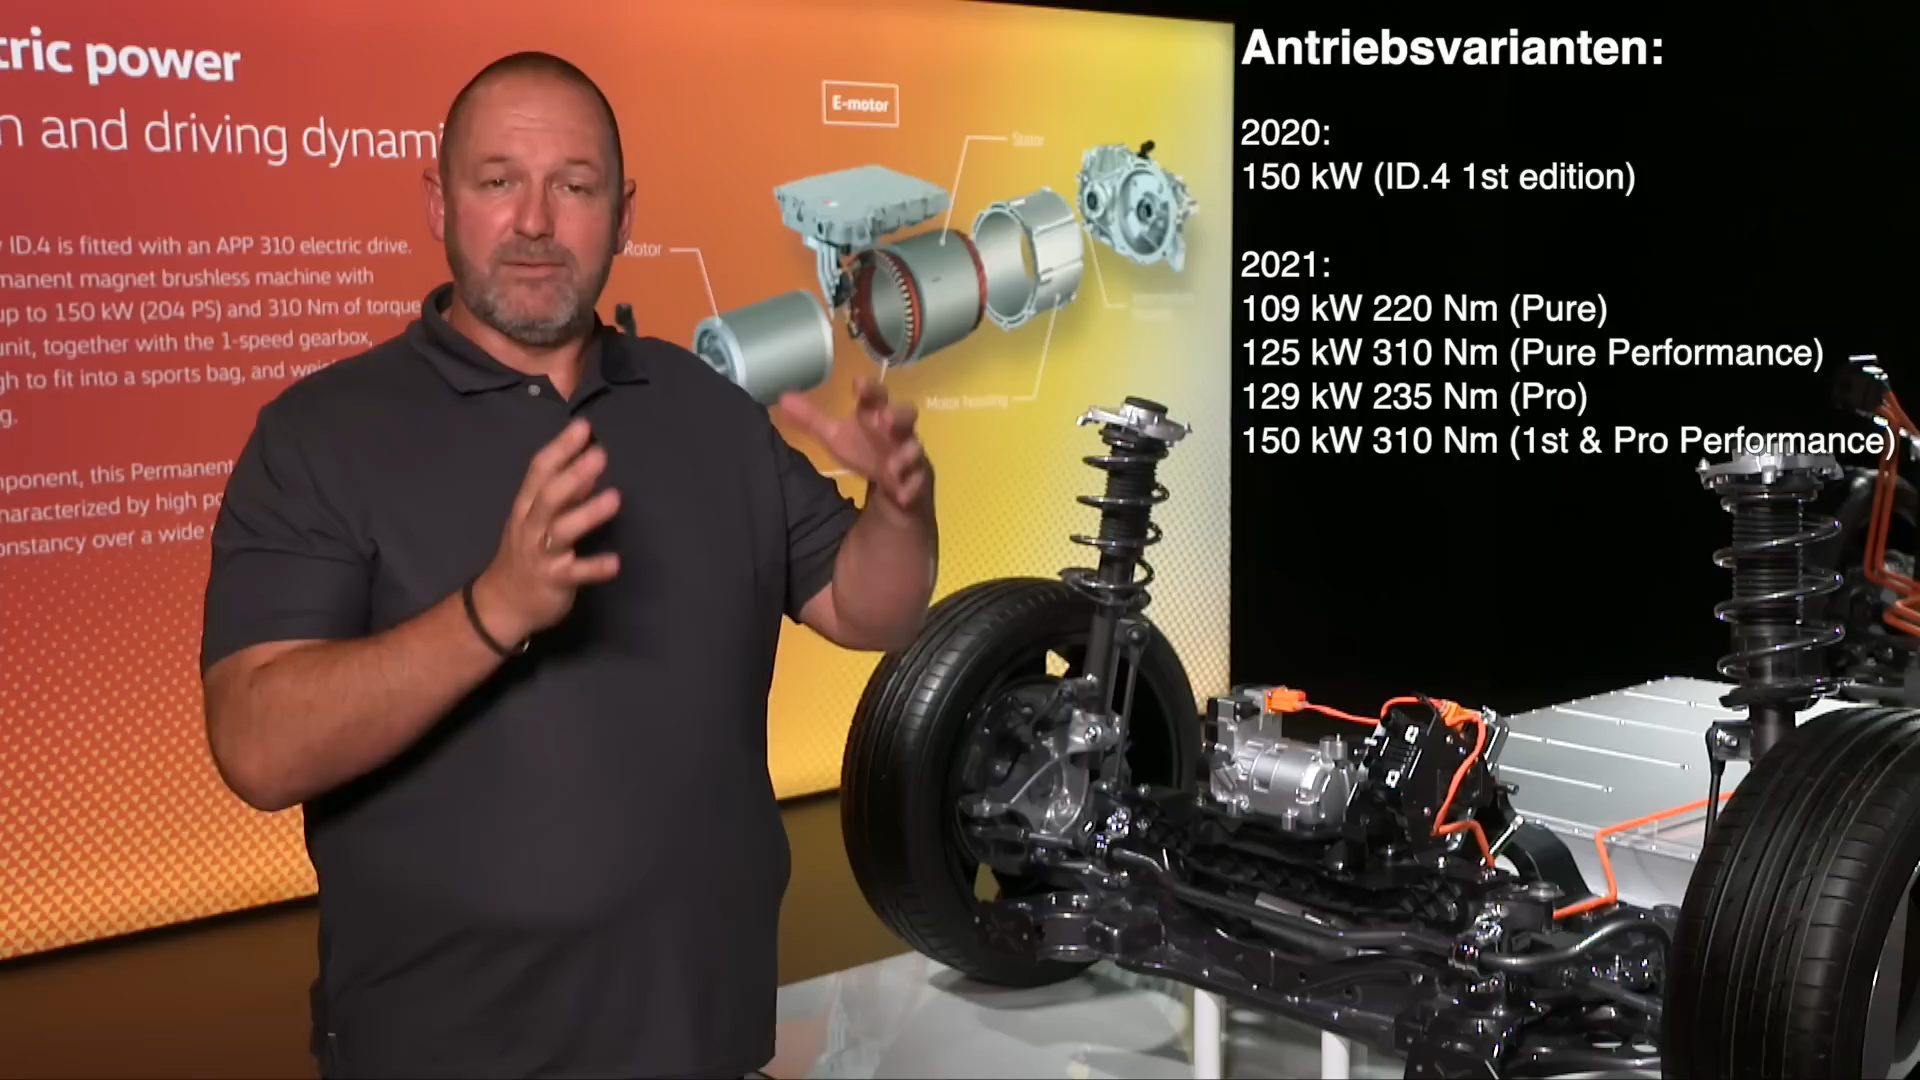 tric power
n and driving dynami
ID.4 is fitted with an APP 310 electric drive.
manent magnet brushless machine with
up to 150 kW (204 PS) and 310 Nm of torque
unit, together with the 1-speed gearbox,
gh to fit into a sports bag, and wei
g.
mponent, this Permanent
haracterized by high po
onstancy over a wide
E-motor
Stator
Rotor
Motor housing
Antriebsvarianten:
2020:
150 kW (ID.4 1st edition)
2021:
109 kW 220 Nm (Pure)
125 kW 310 Nm (Pure Performance)
129 kW 235 Nm (Pro)
150 kW 310 Nm (1st & Pro Performance)